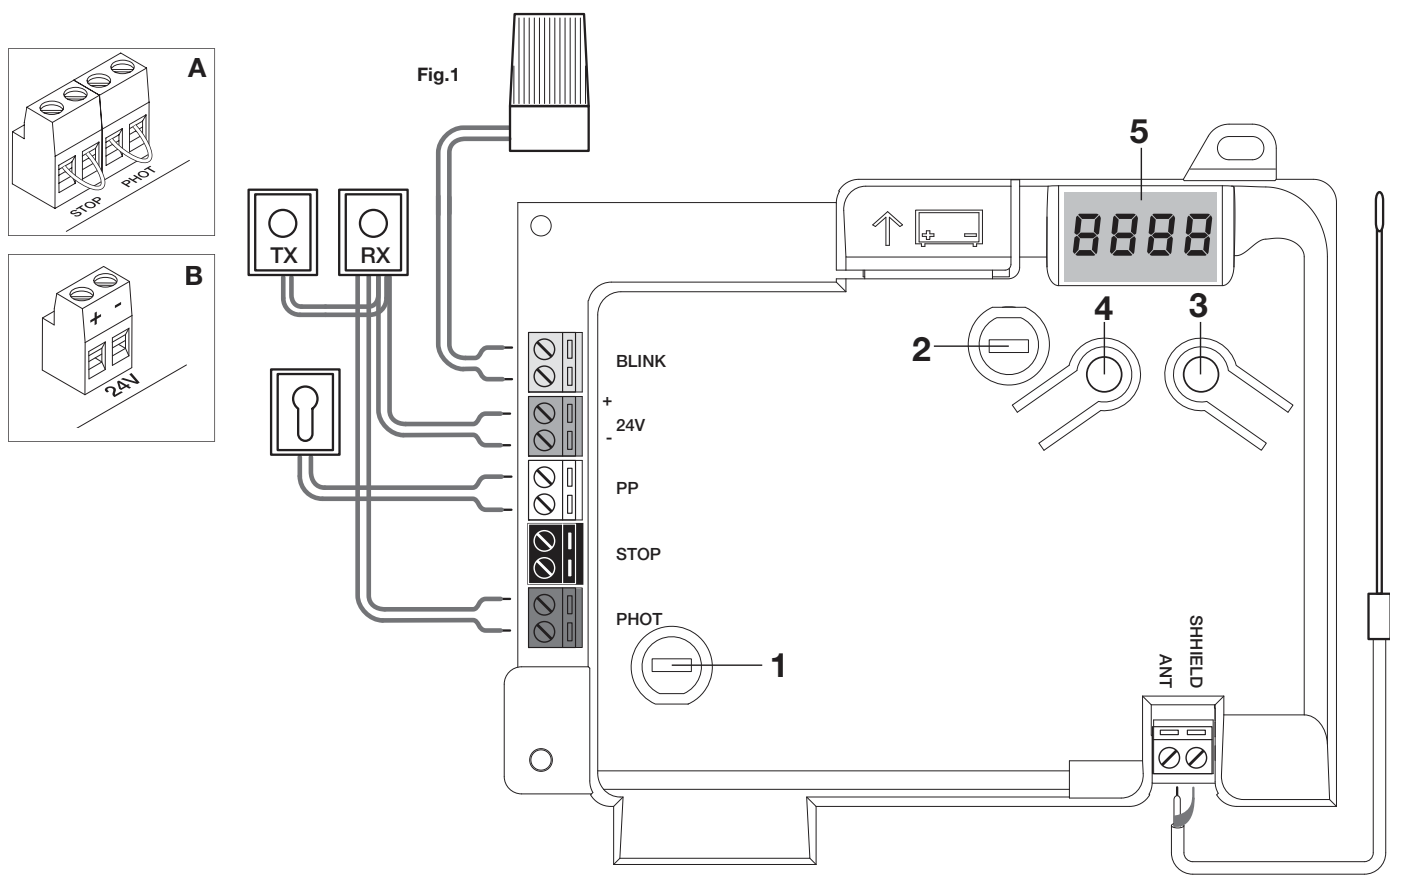 A
STOP
PHOT
B
+ -
24V
Fig.1
TX
RX
+ -
8888
5
4
3
2
BLINK
+
24V
-
PP
STOP
PHOT
1
ANT
SHHIELD